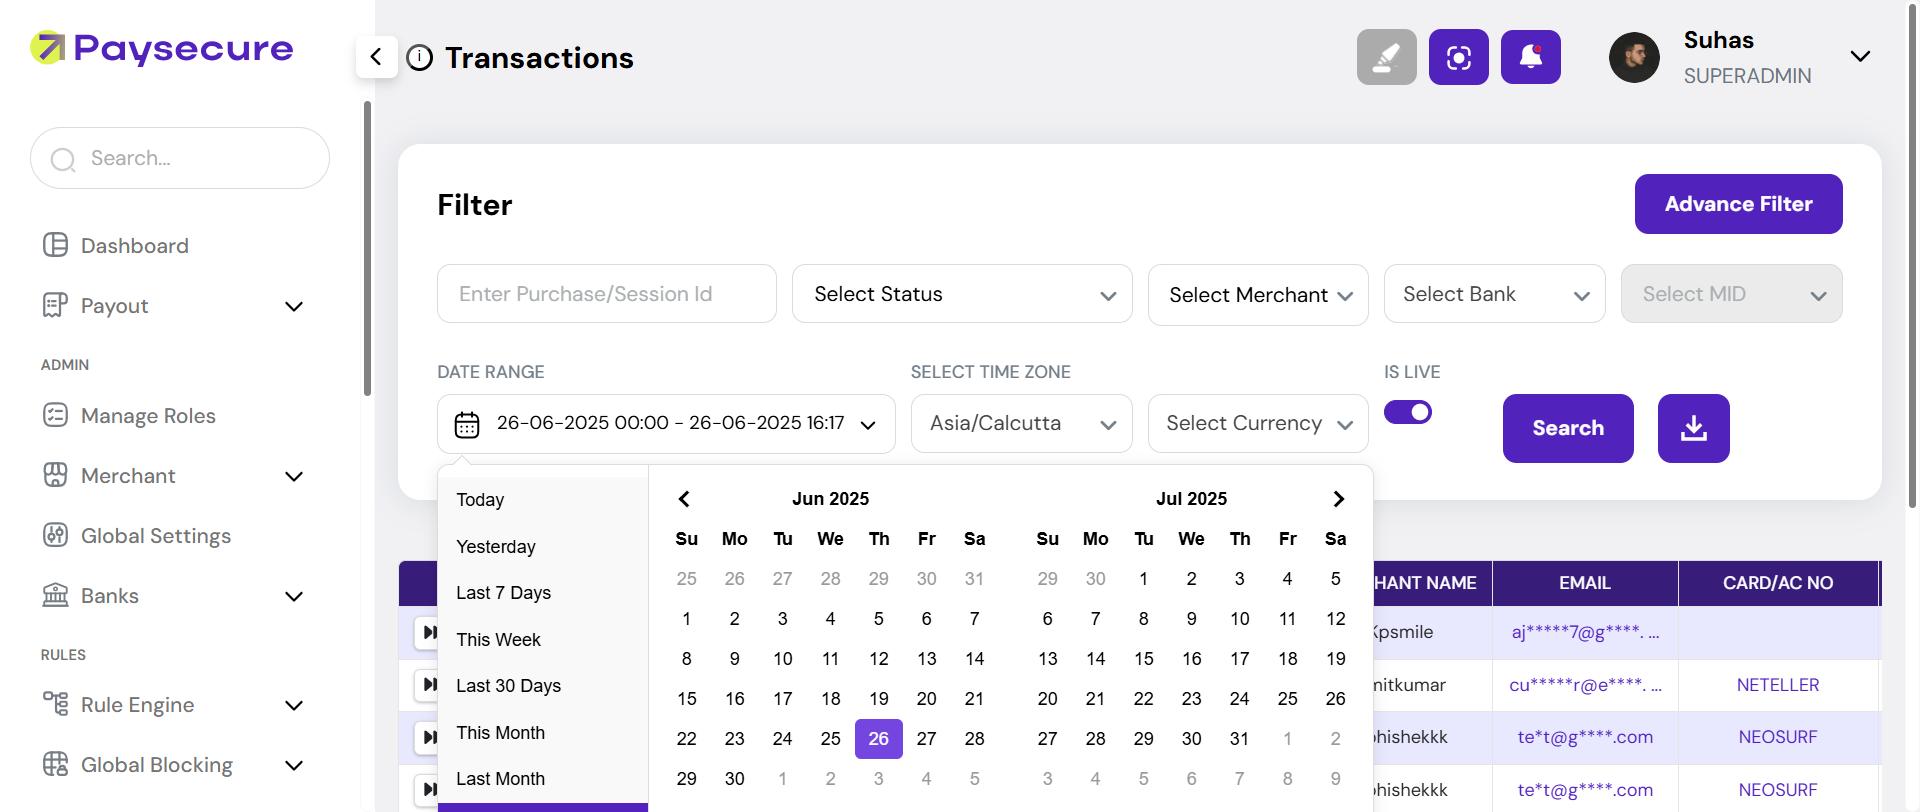 Paysecure
Transactions
Suhas
SUPERADMIN
Search...
Dashboard
Payout
ADMIN
Manage Roles
Merchant
Global Settings
Banks
RULES
Rule Engine
Global Blocking
Filter
Advance Filter
Enter Purchase/Session Id
Select Status
Select Merchant
Select Bank
Select MID
DATE RANGE
SELECT TIME ZONE
IS LIVE
26-06-2025 00:00 - 26-06-2025 16:17
Asia/Calcutta
Select Currency
Search
Today
Yesterday
Last 7 Days
This Week
Last 30 Days
This Month
Last Month
Jun 2025
Su Mo Tu We Th Fr Sa
25 26 27 28 29 30 31
1 2 3 4 5 6 7
8 9 10 11 12 13 14
15 16 17 18 19 20 21
22 23 24 25 26 27 28
29 30 1 2 3 4 5
Jul 2025
Su Mo Tu We Th Fr Sa
29 30 1 2 3 4 5
6 7 8 9 10 11 12
13 14 15 16 17 18 19
20 21 22 23 24 25 26
27 28 29 30 31 1 2
3 4 5 6 7 8 9
HANT NAME EMAIL CARD/AC NO
Kpsmile aj*****7@g****. ...
nitkumar cu*****r@e****. ... NETELLER
ohishekkk te*t@g****.com NEOSURF
ohishekkk te*t@g****.com NEOSURF